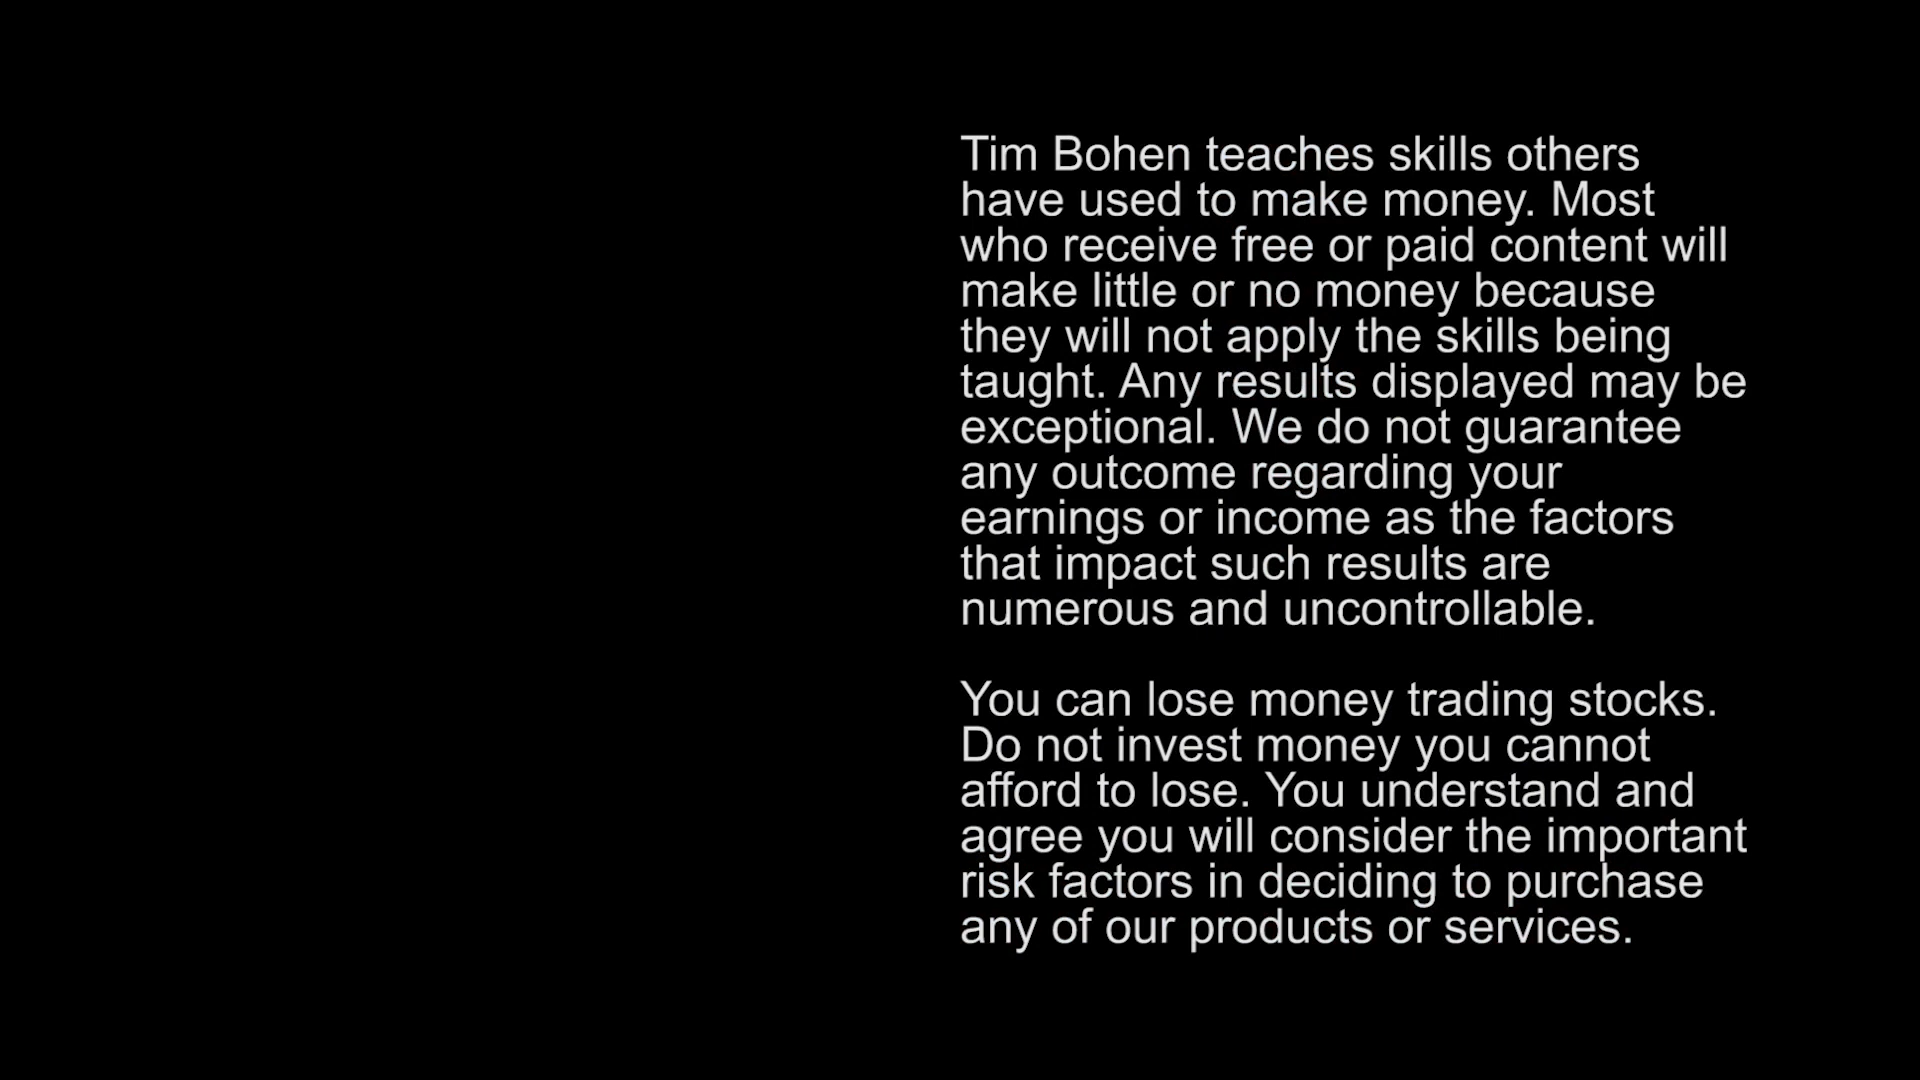 Tim Bohen teaches skills others
have used to make money. Most
who receive free or paid content will
make little or no money because
they will not apply the skills being
taught. Any results displayed may be
exceptional. We do not guarantee
any outcome regarding your
earnings or income as the factors
that impact such results are
numerous and uncontrollable.
You can lose money trading stocks.
Do not invest money you cannot
afford to lose. You understand and
agree you will consider the important
risk factors in deciding to purchase
any of our products or services.